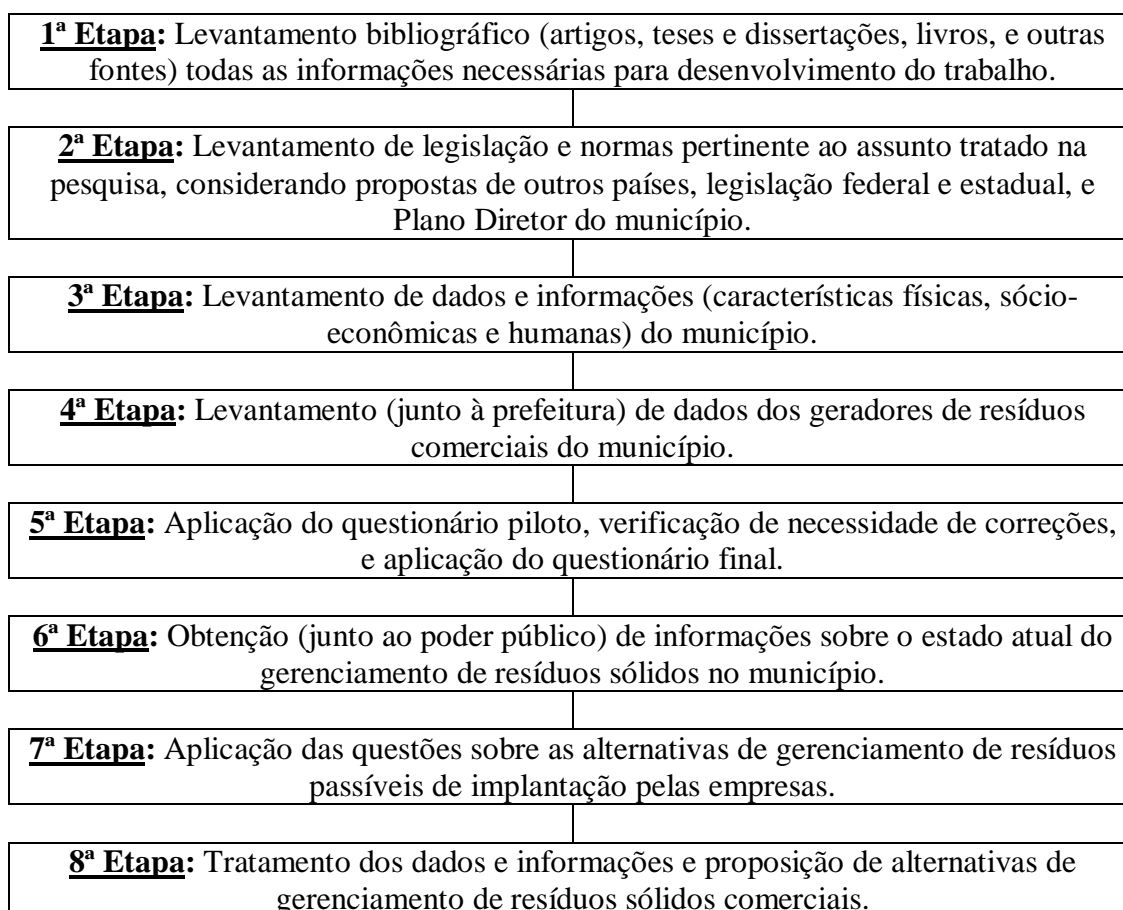 1ª Etapa: Levantamento bibliográfico (artigos, teses e dissertações, livros, e outras
fontes) todas as informações necessárias para desenvolvimento do trabalho.
2ª Etapa: Levantamento de legislação e normas pertinente ao assunto tratado na
pesquisa, considerando propostas de outros países, legislação federal e estadual, e
Plano Diretor do município.
3ª Etapa: Levantamento de dados e informações (características físicas, sócio-
econômicas e humanas) do município.
4ª Etapa: Levantamento (junto à prefeitura) de dados dos geradores de resíduos
comerciais do município.
5ª Etapa: Aplicação do questionário piloto, verificação de necessidade de correções,
e aplicação do questionário final.
6ª Etapa: Obtenção (junto ao poder público) de informações sobre o estado atual do
gerenciamento de resíduos sólidos no município.
7ª Etapa: Aplicação das questões sobre as alternativas de gerenciamento de resíduos
passíveis de implantação pelas empresas.
8ª Etapa: Tratamento dos dados e informações e proposição de alternativas de
gerenciamento de resíduos sólidos comerciais.